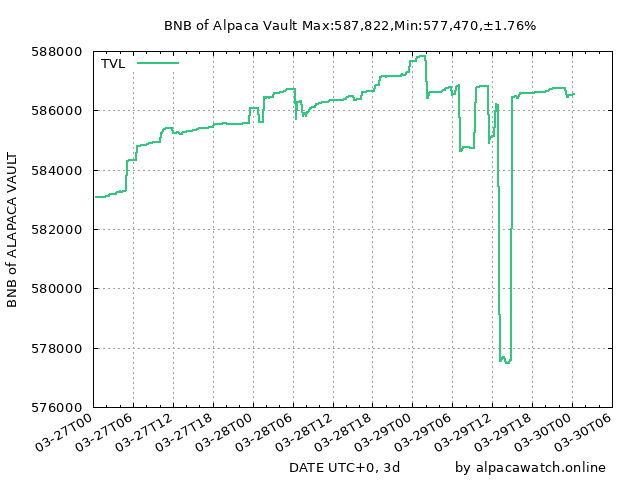 BNB of Alpaca Vault Max:587,822,Min:577,470,±1.76%
TVL
588000
586000
584000
582000
580000
578000
576000
BNB of ALAPACA VAULT
03-27T00
03-27T06
03-27T12
03-27T18
03-28T00
03-28T06
03-28T12
03-28T18
03-29T00
03-29T06
03-29T12
03-29T18
03-30T00
03-30T06
DATE UTC+0, 3d
by alpacawatch.online